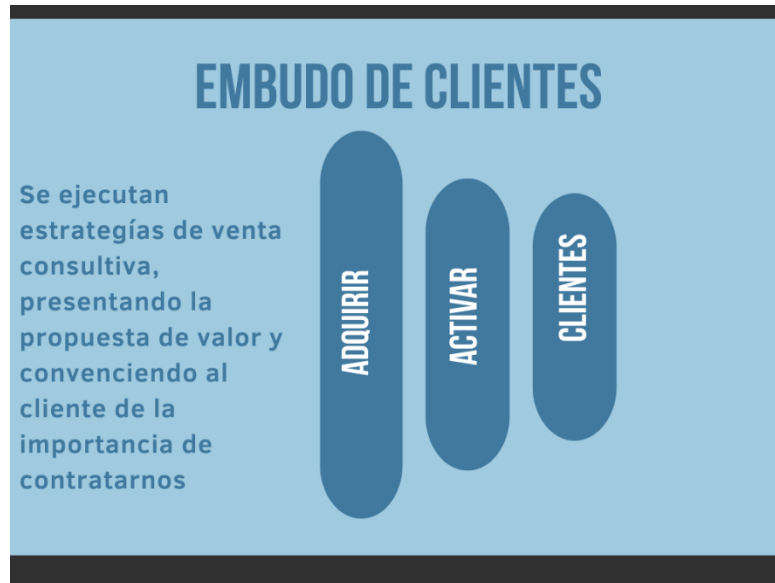 EMBUDO DE CLIENTES
Se ejecutan
estrategías de venta
consultiva,
presentando la
propuesta de valor y
convenciendo al
cliente de la
importancia de
contratarnos
ADQUIRIR
ACTIVAR
CLIENTES